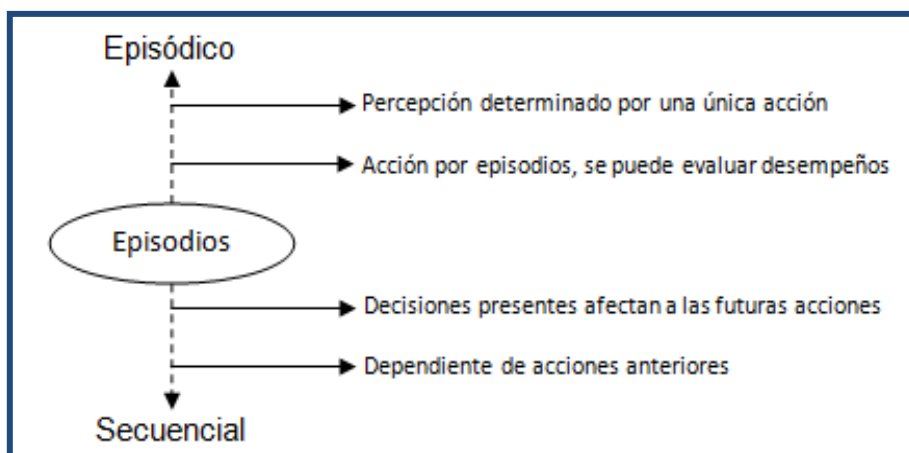 Episódico
Percepción determinado por una única acción
Acción por episodios, se puede evaluar desempeños
Episodios
Decisiones presentes afectan a las futuras acciones
Dependiente de acciones anteriores
Secuencial